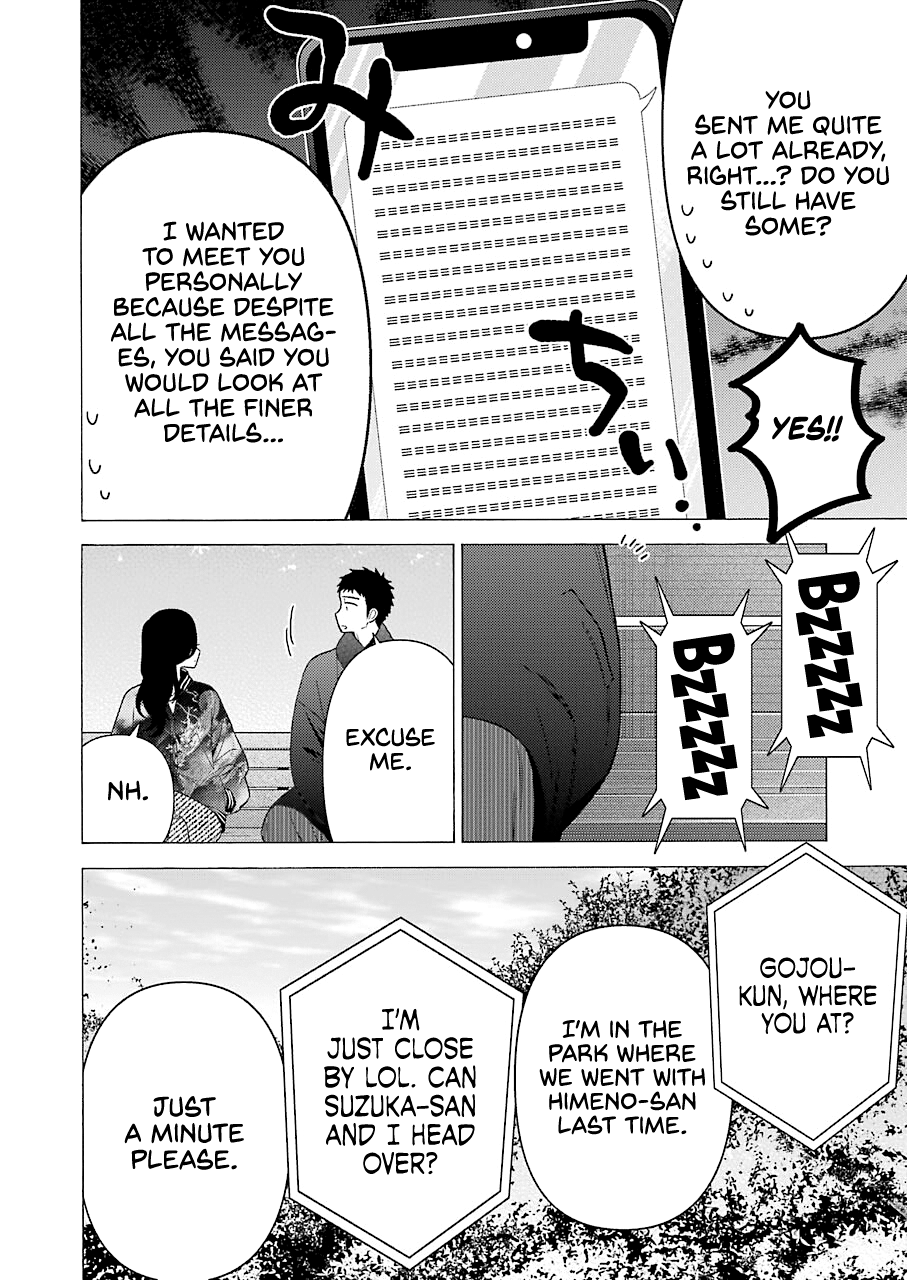 YOU
SENT ME QUITE
A LOT ALREADY,
RIGHT...? DO YOU
STILL HAVE
SOME?
YES!!
みちぃ...
I WANTED
TO MEET YOU
PERSONALLY
BECAUSE DESPITE
ALL THE MESSAG-
ES, YOU SAID YOU
WOULD LOOK AT
ALL THE FINER
DETAILS...
BZZZZ
BZZZZ
EXCUSE
ME.
NH.
GOJOU-
KUN, WHERE
YOU AT?
I'M IN THE
PARK WHERE
WE WENT WITH
HIMENO-SAN
LAST TIME.
I'M
JUST CLOSE
BY LOL. CAN
SUZUKA-SAN
AND I HEAD
OVER?
JUST
A MINUTE
PLEASE.